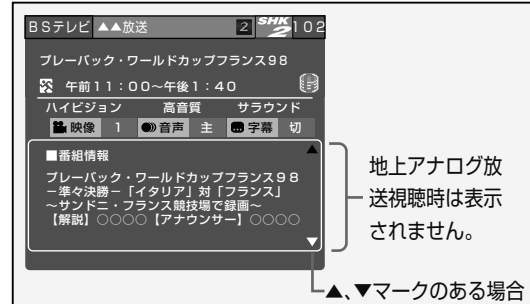 BSテレビ ▲▲放送 2 SHK2 102
プレーバック・ワールドカップフランス98
午前11:00~午後1:40
ハイビジョン 高音質 サラウンド
映像 1 音声 主 字幕 切
■番組情報
プレーバック・ワールドカップフランス98
-準々決勝-「イタリア」対「フランス」
~サンドニ・フランス競技場で録画~
【解説】○○○○【アナウンサー】○○○○
地上アナログ放
送視聴時は表示
されません。
▲、▼マークのある場合